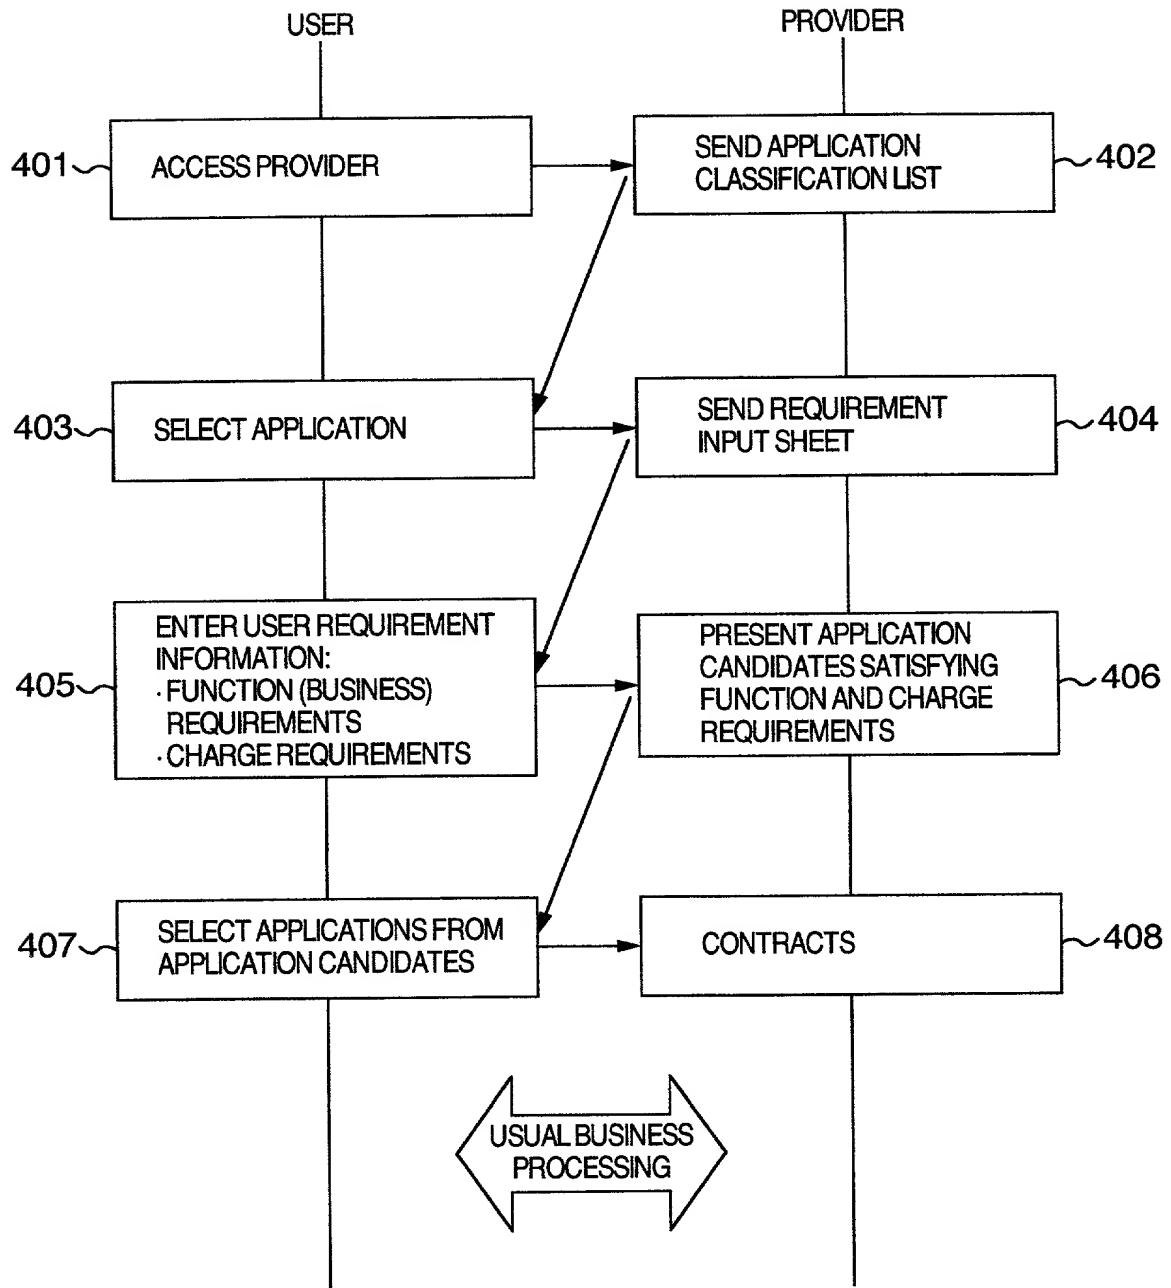 USER
PROVIDER
401
ACCESS PROVIDER
SEND APPLICATION
CLASSIFICATION LIST
402
403
SELECT APPLICATION
SEND REQUIREMENT
INPUT SHEET
404
405
ENTER USER REQUIREMENT
INFORMATION:
· FUNCTION (BUSINESS)
REQUIREMENTS
· CHARGE REQUIREMENTS
PRESENT APPLICATION
CANDIDATES SATISFYING
FUNCTION AND CHARGE
REQUIREMENTS
406
407
SELECT APPLICATIONS FROM
APPLICATION CANDIDATES
CONTRACTS
408
USUAL BUSINESS
PROCESSING